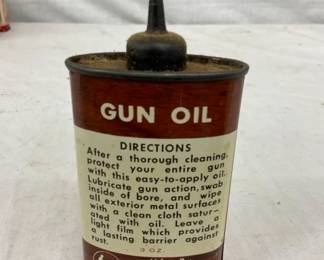 GUN OIL
DIRECTIONS
After a thorough cleaning,
protect your entire gun
with this easy-to-apply oil.
Lubricate gun action, swab
inside of bore, and wipe
all exterior metal surfaces
with a clean cloth satur-
ated with oil. Leave a
light film which provides
a lasting barrier against
rust.
3 OZ.